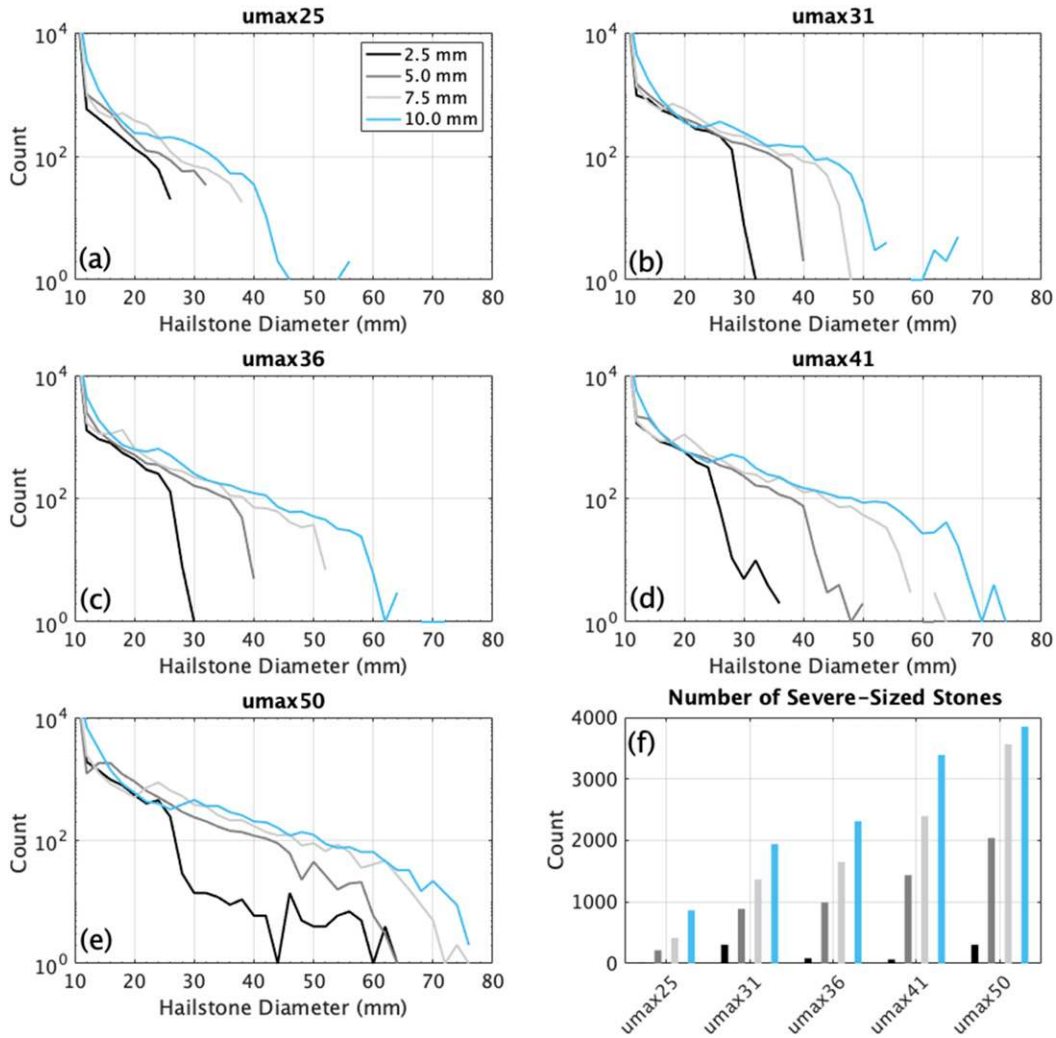 umax25
10⁴
10²
10⁰
Count
2.5 mm
5.0 mm
7.5 mm
10.0 mm
(a)
10 20 30 40 50 60 70 80
Hailstone Diameter (mm)
umax31
10⁴
10²
10⁰
Count
(b)
10 20 30 40 50 60 70 80
Hailstone Diameter (mm)
umax36
10⁴
10²
10⁰
Count
(c)
10 20 30 40 50 60 70 80
Hailstone Diameter (mm)
umax41
10⁴
10²
10⁰
Count
(d)
10 20 30 40 50 60 70 80
Hailstone Diameter (mm)
umax50
10⁴
10²
10⁰
Count
(e)
10 20 30 40 50 60 70 80
Hailstone Diameter (mm)
Number of Severe-Sized Stones
(f)
4000
3000
2000
1000
0
Count
umax25
umax31
umax36
umax41
umax50